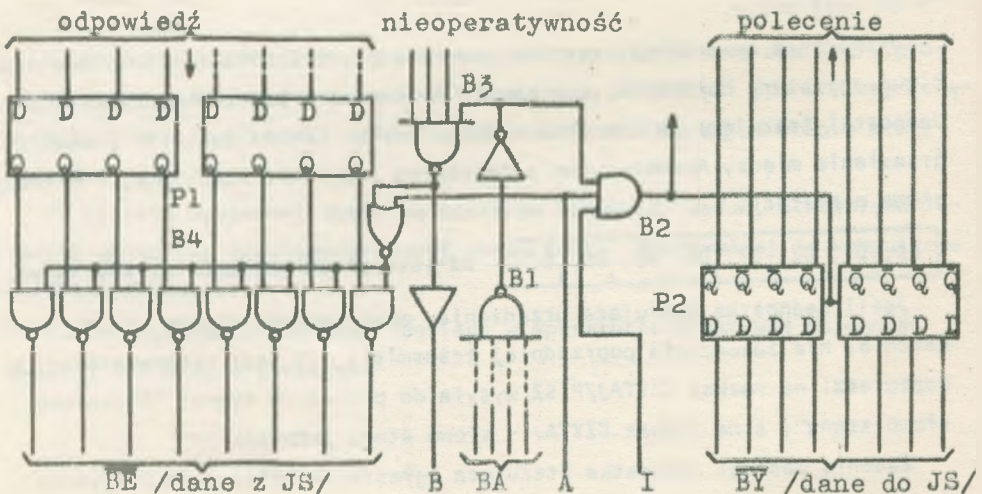 odpowiedź nieoperatywność polecenie
B3
D D D D D D D D
Q Q Q Q Q Q Q Q
P1
B2
B4
Q Q Q Q Q Q Q Q
B1
P2
D D D D D D D D
BE /dane z JS/ B BA A I BY /dane do JS/